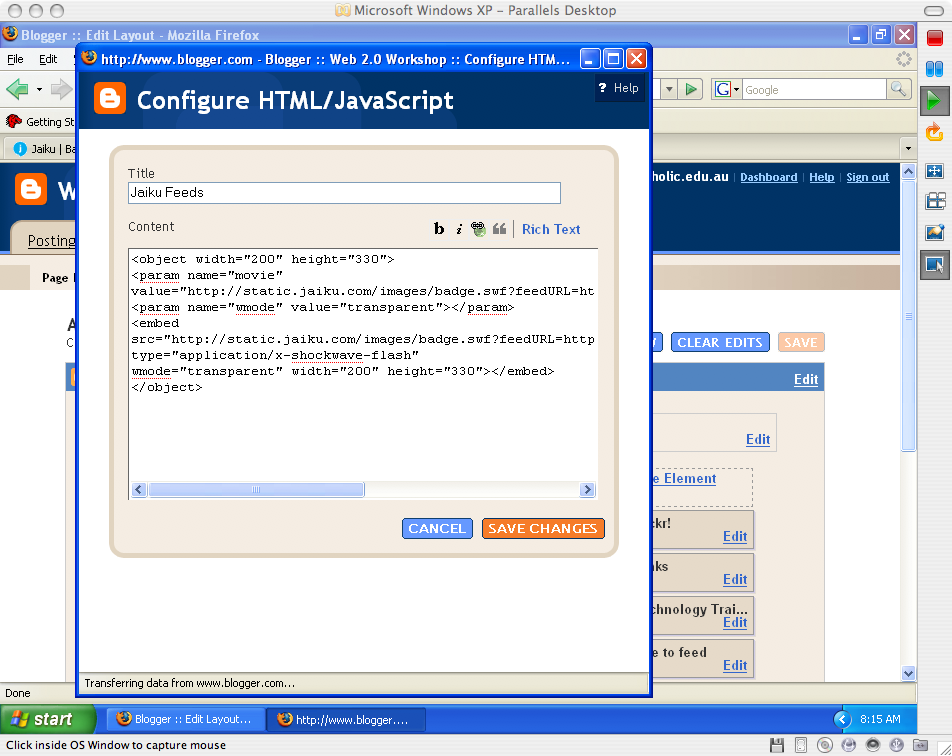 Microsoft Windows XP – Parallels Desktop
Blogger :: Edit Layout - Mozilla Firefox
File Edit
Getting St
Jaiku | Ba
Google
http://www.blogger.com - Blogger :: Web 2.0 Workshop :: Configure HTM...
Configure HTML/JavaScript
? Help
holic.edu.au | Dashboard | Help | Sign out
W
Posting
Page
Title
Jaiku Feeds
Content
b i Rich Text
<object width="200" height="330">
<param name="movie"
value="http://static.jaiku.com/images/badge.swf?feedURL=ht
<param name="wmode" value="transparent"></param>
<embed
src="http://static.jaiku.com/images/badge.swf?feedURL=http
type="application/x-shockwave-flash"
wmode="transparent" width="200" height="330"></embed>
</object>
CANCEL SAVE CHANGES
CLEAR EDITS SAVE
Edit
Edit
e Element
ckr!
Edit
nks
Edit
chnology Trai...
Edit
e to feed
Edit
Transferring data from www.blogger.com...
Done
start
Blogger :: Edit Layout...
http://www.blogger....
8:15 AM
Click inside OS Window to capture mouse